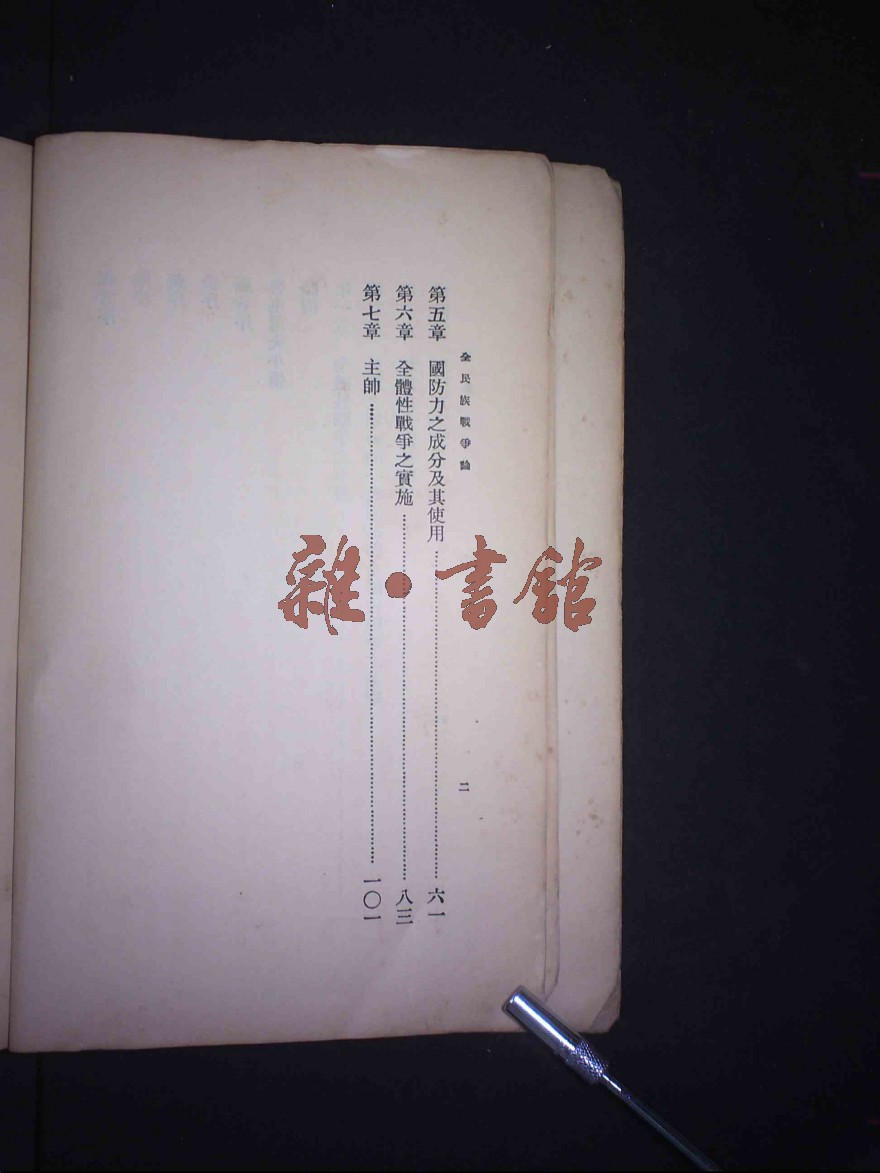 全民族戰爭論
二
第五章 國防力之成分及其使用……六一
第六章 全體性戰爭之實施……八三
第七章 主帥……一〇一
雜·書館